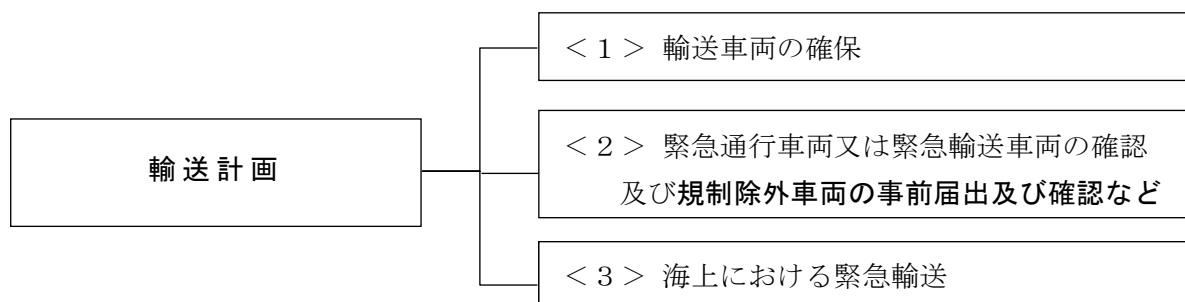 ＜１＞ 輸送車両の確保
輸送計画
＜２＞ 緊急通行車両又は緊急輸送車両の確認
及び規制除外車両の事前届出及び確認など
＜３＞ 海上における緊急輸送